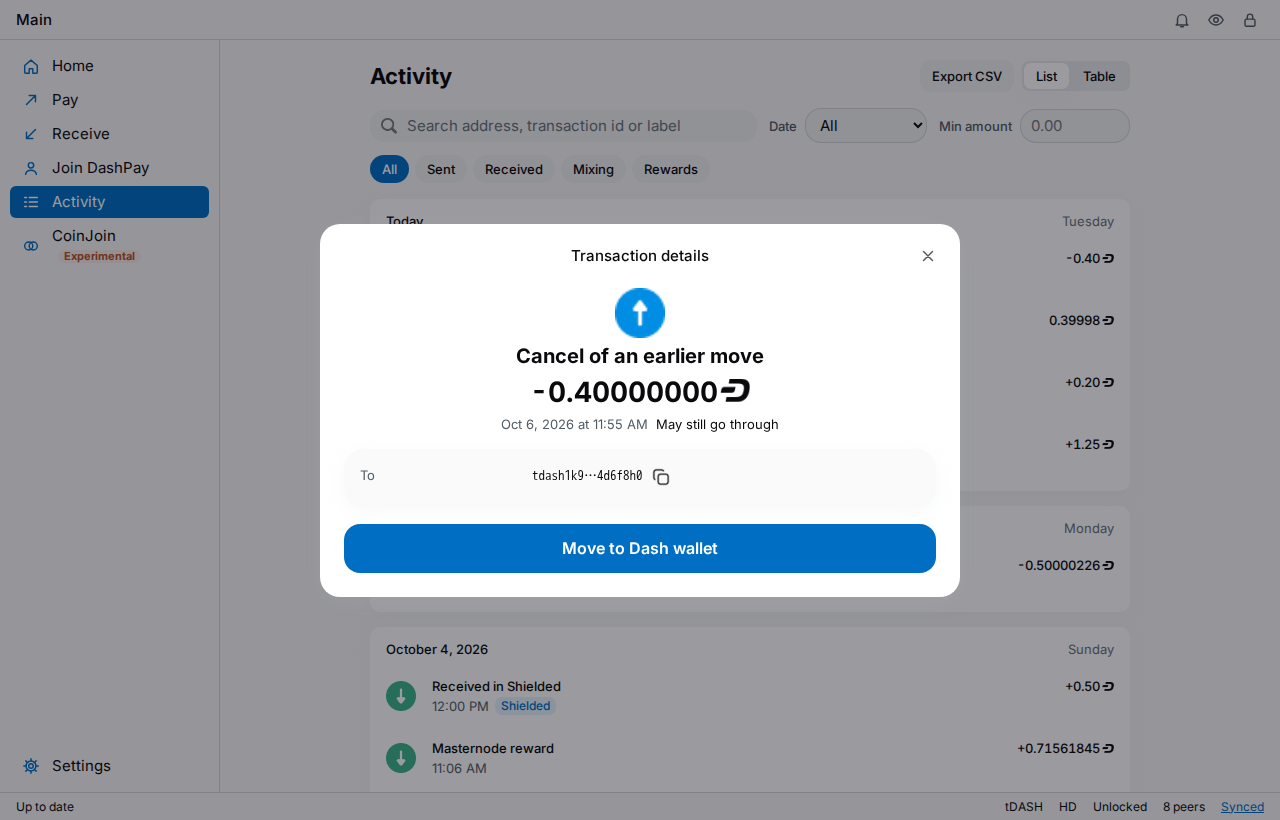 Main
Home
Pay
Receive
Join DashPay
Activity
CoinJoin
Experimental
Settings
Activity
Export CSV
List
Table
Search address, transaction id or label
Date
All
Min amount
0.00
All
Sent
Received
Mixing
Rewards
Today
Tuesday
-0.40
0.39998
+0.20
+1.25
Transaction details
Cancel of an earlier move
-0.40000000
Oct 6, 2026 at 11:55 AM May still go through
To
tdash1k9···4d6f8h0
Move to Dash wallet
Monday
-0.50000226
October 4, 2026
Sunday
Received in Shielded
+0.50
12:00 PM Shielded
Masternode reward
+0.71561845
11:06 AM
Up to date
tDASH
HD
Unlocked
8 peers
Synced